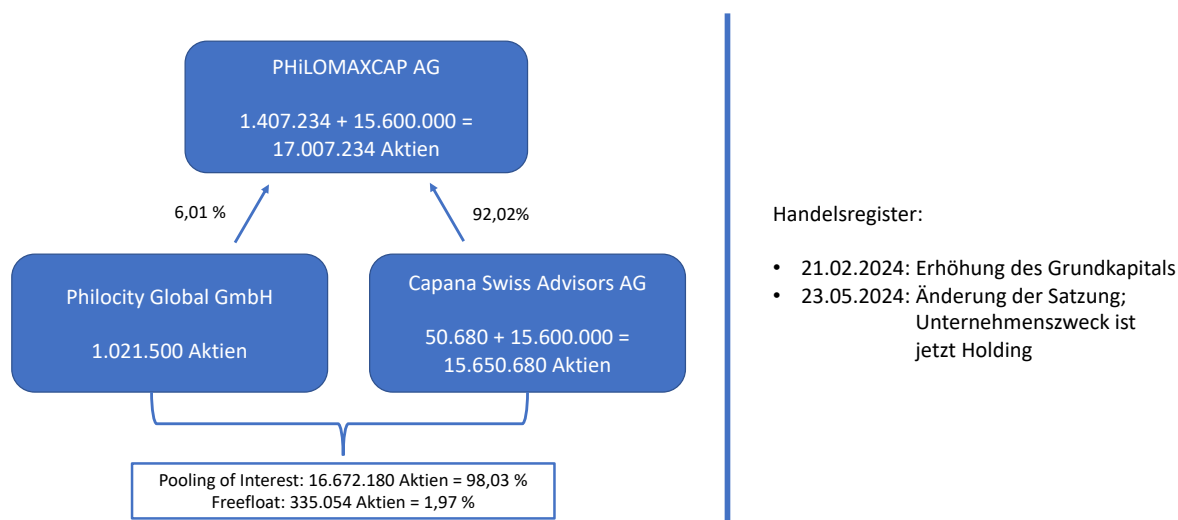 PHiLOMAXCAP AG
1.407.234 + 15.600.000 =
17.007.234 Aktien
6,01 %
92,02%
Philocity Global GmbH
1.021.500 Aktien
Capana Swiss Advisors AG
50.680 + 15.600.000 =
15.650.680 Aktien
Pooling of Interest: 16.672.180 Aktien = 98,03 %
Freefloat: 335.054 Aktien = 1,97 %
Handelsregister:
• 21.02.2024: Erhöhung des Grundkapitals
• 23.05.2024: Änderung der Satzung;
Unternehmenszweck ist
jetzt Holding